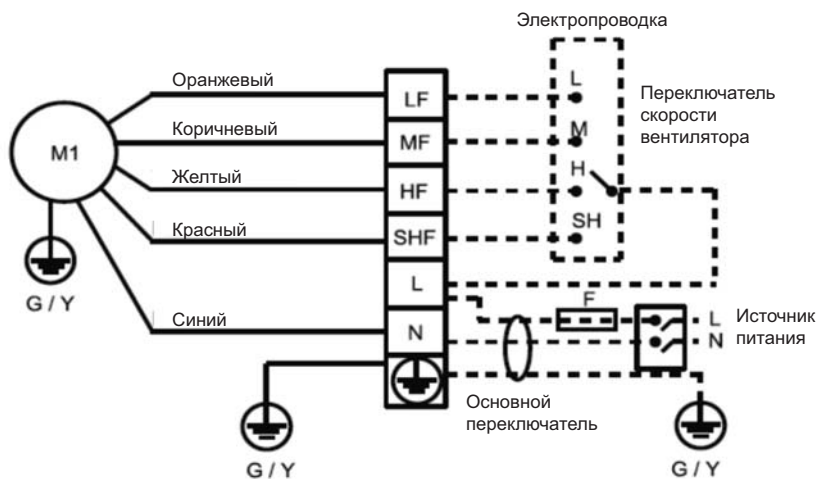 Электропроводка
Оранжевый
LF
L
Переключатель
скорости
вентилятора
Коричневый
MF
M
M1
Желтый
HF
H
Красный
SHF
SH
G / Y
L
Синий
N
F
L
N
Источник
питания
Основной
переключатель
G / Y
G / Y